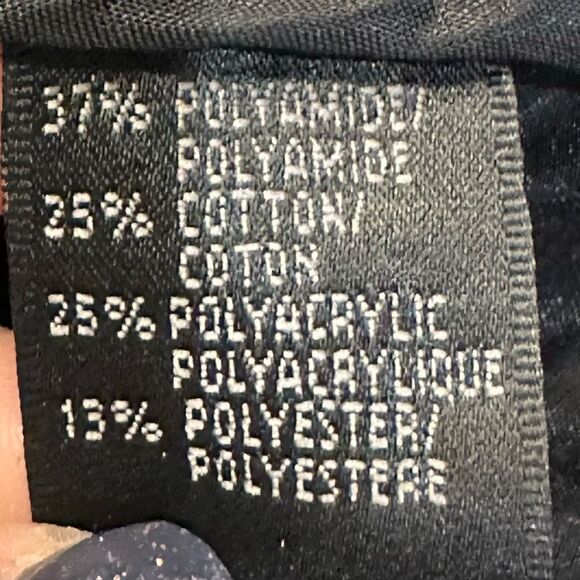 37% POLYAMIDE/
POLYAMIDE
25% COTTON/
COTON
25% POLYACRYLIC
POLYACRYLIQUE
13% POLYESTER/
POLYESTERE